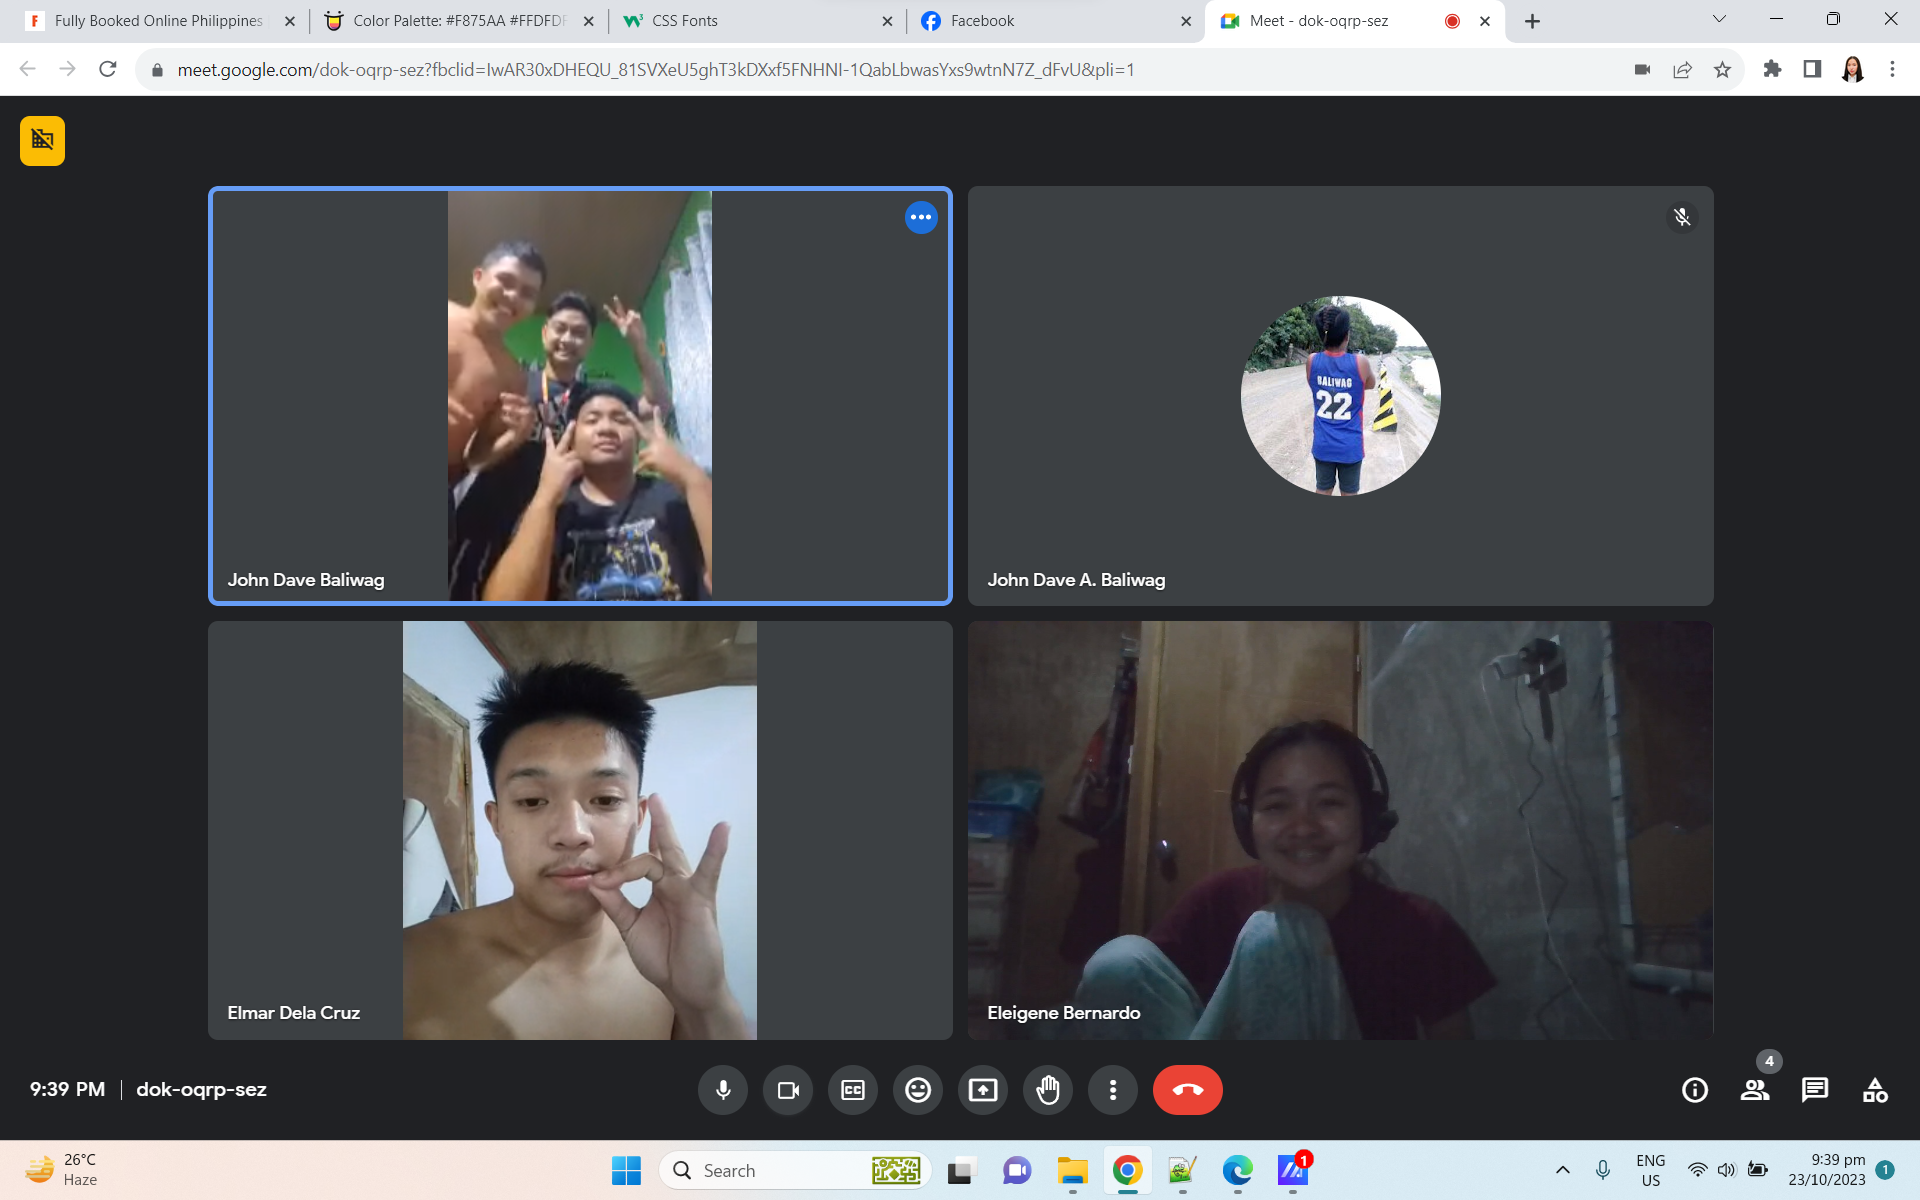 Fully Booked Online Philippines
Color Palette: #F875AA #FFDFDF
CSS Fonts
Facebook
Meet - dok-oqrp-sez
meet.google.com/dok-oqrp-sez?fbclid=IwAR30xDHEQU_81SVXeU5ghT3kDXxf5FNHNI-1QabLbwasYxs9wtnN7Z_dFvU&pli=1
BALIWAG
22
John Dave Baliwag
John Dave A. Baliwag
Elmar Dela Cruz
Eleigene Bernardo
4
9:39 PM | dok-oqrp-sez
CC
26°C
Haze
Search
1
ENG
US
9:39 pm
23/10/2023
1